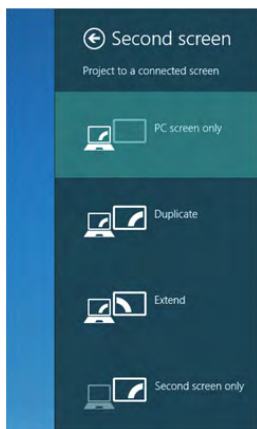 Second screen
Project to a connected screen
PC screen only
Duplicate
Extend
Second screen only